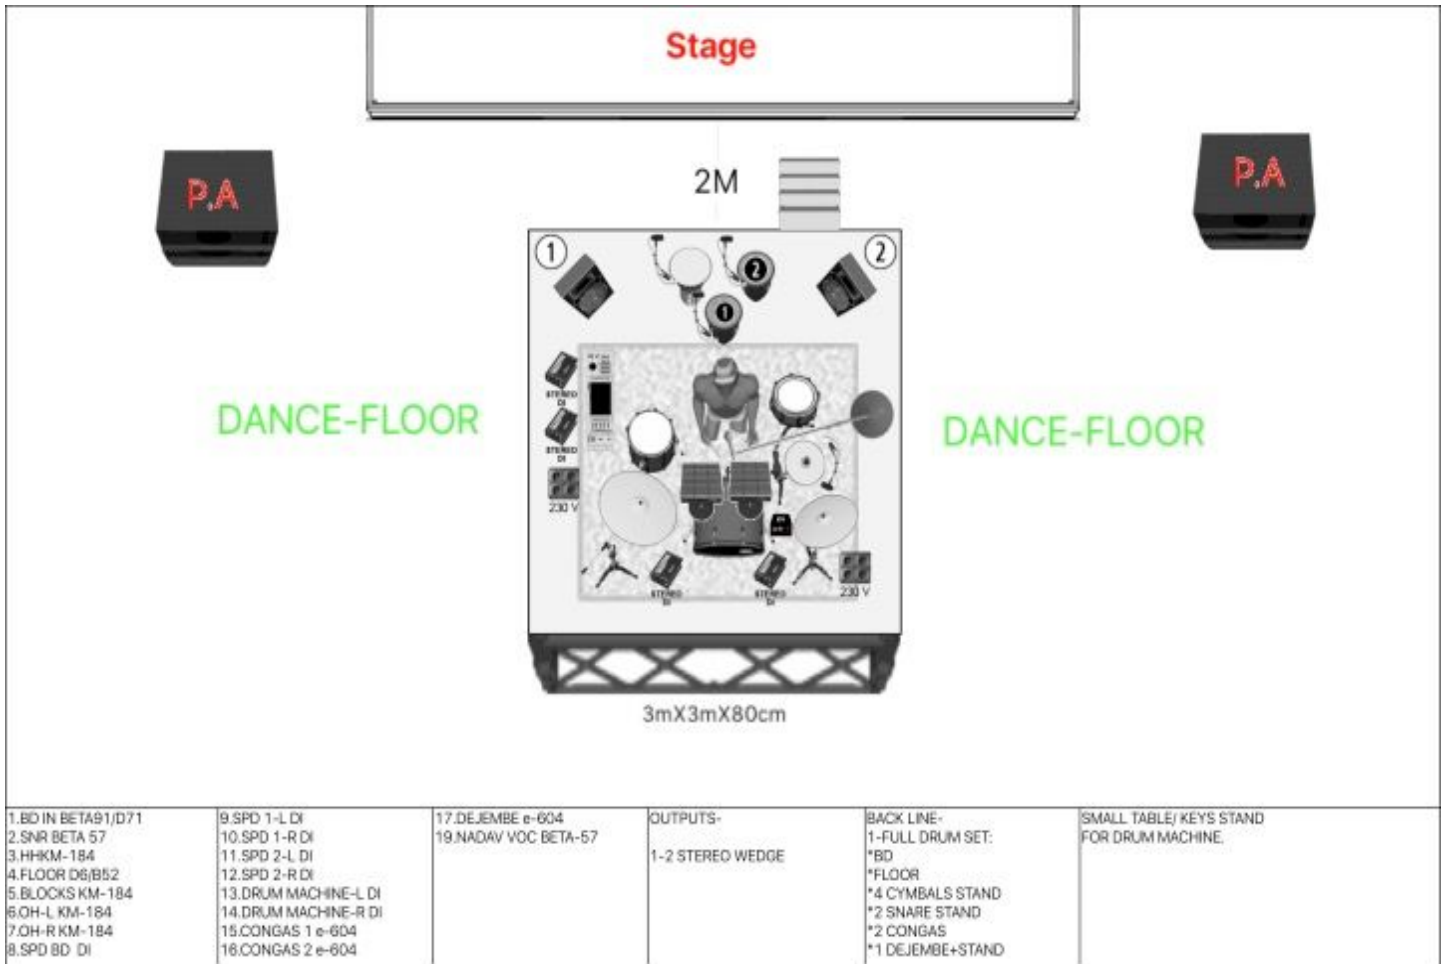 Stage
P.A
P.A
2M
1
2
2
1
DANCE-FLOOR
DANCE-FLOOR
STEREO
DI
STEREO
DI
230 V
STEREO
DI
STEREO
DI
230 V
3mX3mX80cm
1.BD IN BETA91/D71
2.SNR BETA 57
3.HHKM-184
4.FLOOR D6/B52
5.BLOCKS KM-184
6.OH-L KM-184
7.OH-R KM-184
8.SPD BD DI
9.SPD 1-L DI
10.SPD 1-R DI
11.SPD 2-L DI
12.SPD 2-R DI
13.DRUM MACHINE-L DI
14.DRUM MACHINE-R DI
15.CONGAS 1 e-604
16.CONGAS 2 e-604
17.DEJEMBE e-604
19.NADAV VOC BETA-57
OUTPUTS-
1-2 STEREO WEDGE
BACK LINE-
1-FULL DRUM SET:
*BD
*FLOOR
*4 CYMBALS STAND
*2 SNARE STAND
*2 CONGAS
*1 DEJEMBE+STAND
SMALL TABLE/ KEYS STAND
FOR DRUM MACHINE.